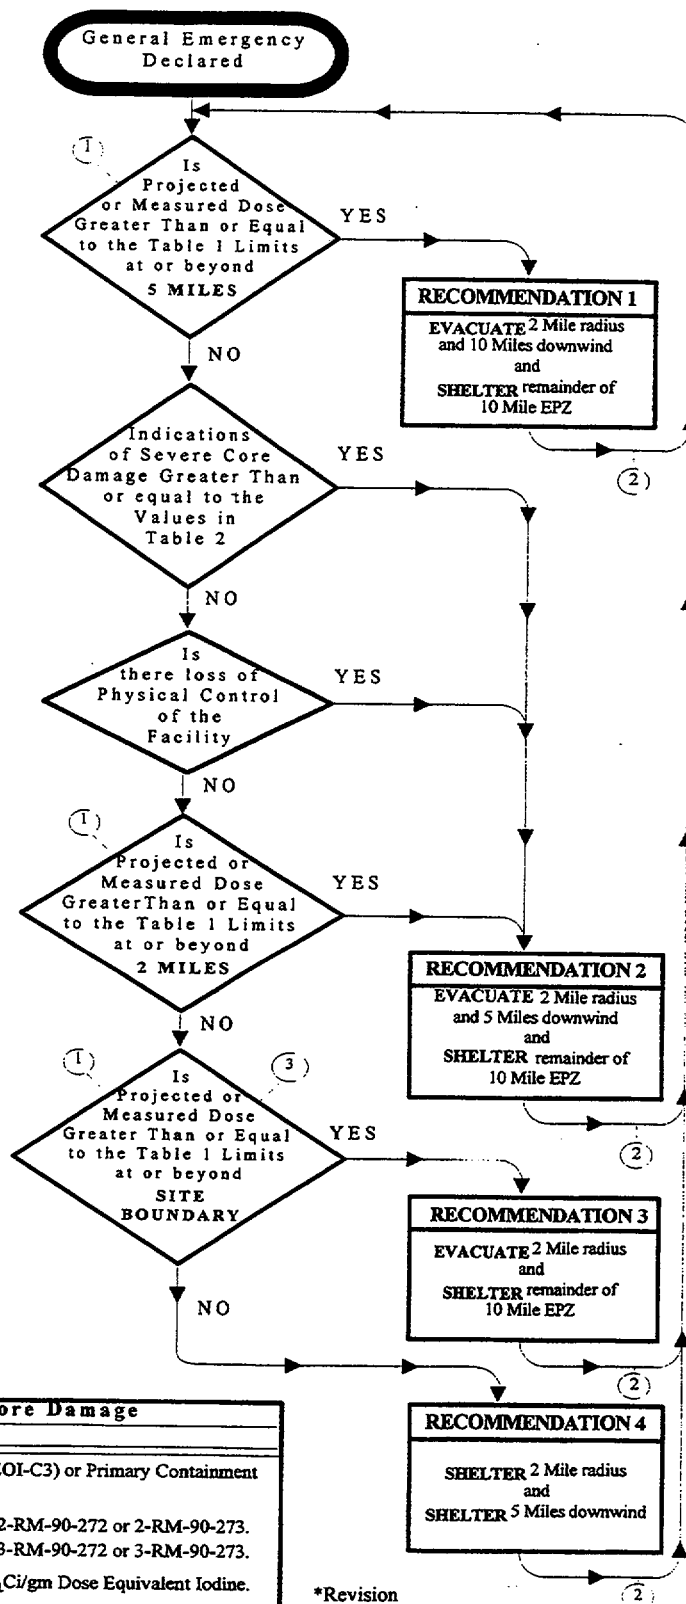 General Emergency
Declared
1
Is
Projected
or Measured Dose
Greater Than or Equal
to the Table 1 Limits
at or beyond
5 MILES
YES
RECOMMENDATION 1
EVACUATE 2 Mile radius
and 10 Miles downwind
and
SHELTER remainder of
10 Mile EPZ
2
NO
Indications
of Severe Core
Damage Greater Than
or equal to the
Values in
Table 2
YES
NO
Is
there loss of
Physical Control
of the
Facility
YES
NO
1
Is
Projected or
Measured Dose
GreaterThan or Equal
to the Table 1 Limits
at or beyond
2 MILES
YES
RECOMMENDATION 2
EVACUATE 2 Mile radius
and 5 Miles downwind
and
SHELTER remainder of
10 Mile EPZ
2
NO
1
3
Is
Projected or
Measured Dose
Greater Than or Equal
to the Table 1 Limits
at or beyond
SITE
BOUNDARY
YES
RECOMMENDATION 3
EVACUATE 2 Mile radius
and
SHELTER remainder of
10 Mile EPZ
2
NO
RECOMMENDATION 4
SHELTER 2 Mile radius
and
SHELTER 5 Miles downwind
2
ore Damage
OI-C3) or Primary Containment
2-RM-90-272 or 2-RM-90-273.
3-RM-90-272 or 3-RM-90-273.
Ci/gm Dose Equivalent Iodine.
*Revision